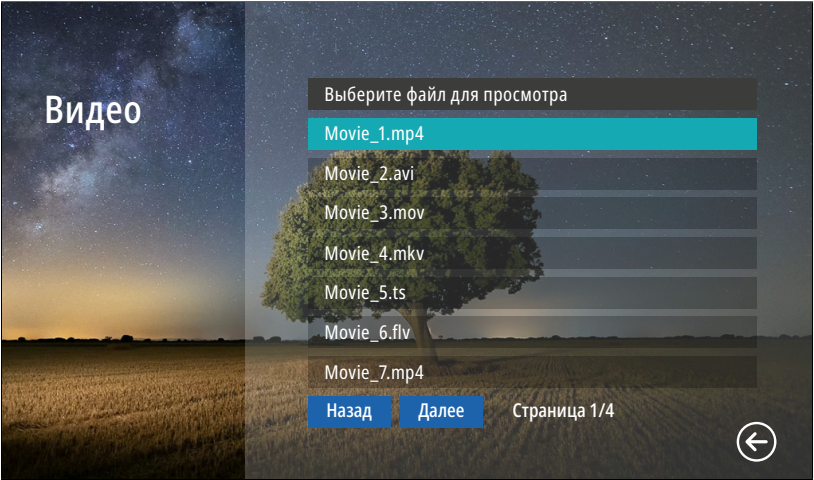 Видео
Выберите файл для просмотра
Movie_1.mp4
Movie_2.avi
Movie_3.mov
Movie_4.mkv
Movie_5.ts
Movie_6.flv
Movie_7.mp4
Назад Далее Страница 1/4